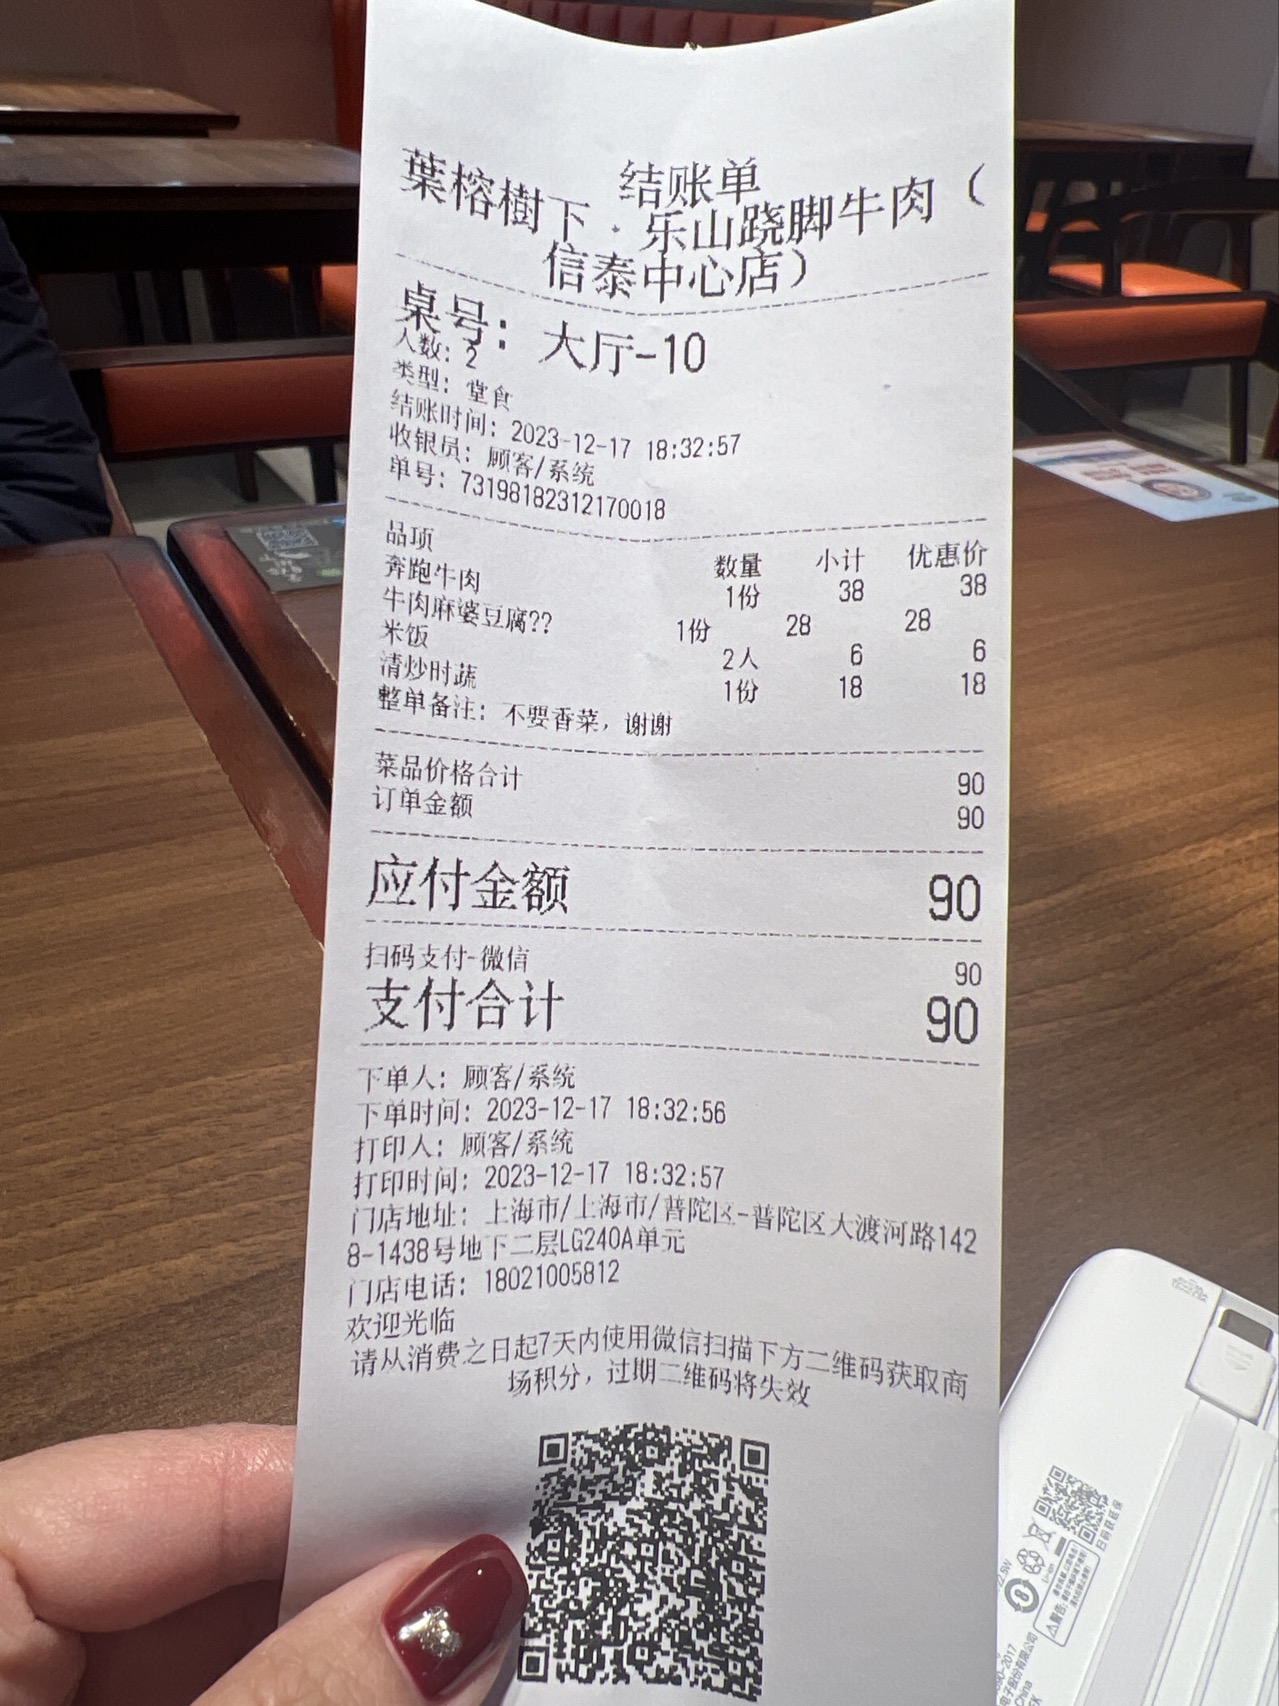 结账单
葉榕樹下·乐山跷脚牛肉（
信泰中心店）
桌号：大厅-10
人数：2
类型：堂食
结账时间：2023-12-17 18:32:57
收银员：顾客/系统
单号：73198182312170018
品项 数量 小计 优惠价
奔跑牛肉 1份 38 38
牛肉麻婆豆腐?? 1份 28 28
米饭 2人 6 6
清炒时蔬 1份 18 18
整单备注：不要香菜，谢谢
菜品价格合计 90
订单金额 90
应付金额 90
扫码支付-微信 90
支付合计 90
下单人：顾客/系统
下单时间：2023-12-17 18:32:56
打印人：顾客/系统
打印时间：2023-12-17 18:32:57
门店地址：上海市/上海市/普陀区-普陀区大渡河路142
8-1438号地下二层LG240A单元
门店电话：18021005812
欢迎光临
请从消费之日起7天内使用微信扫描下方二维码获取商
场积分，过期二维码将失效
22.5W
Li-ion